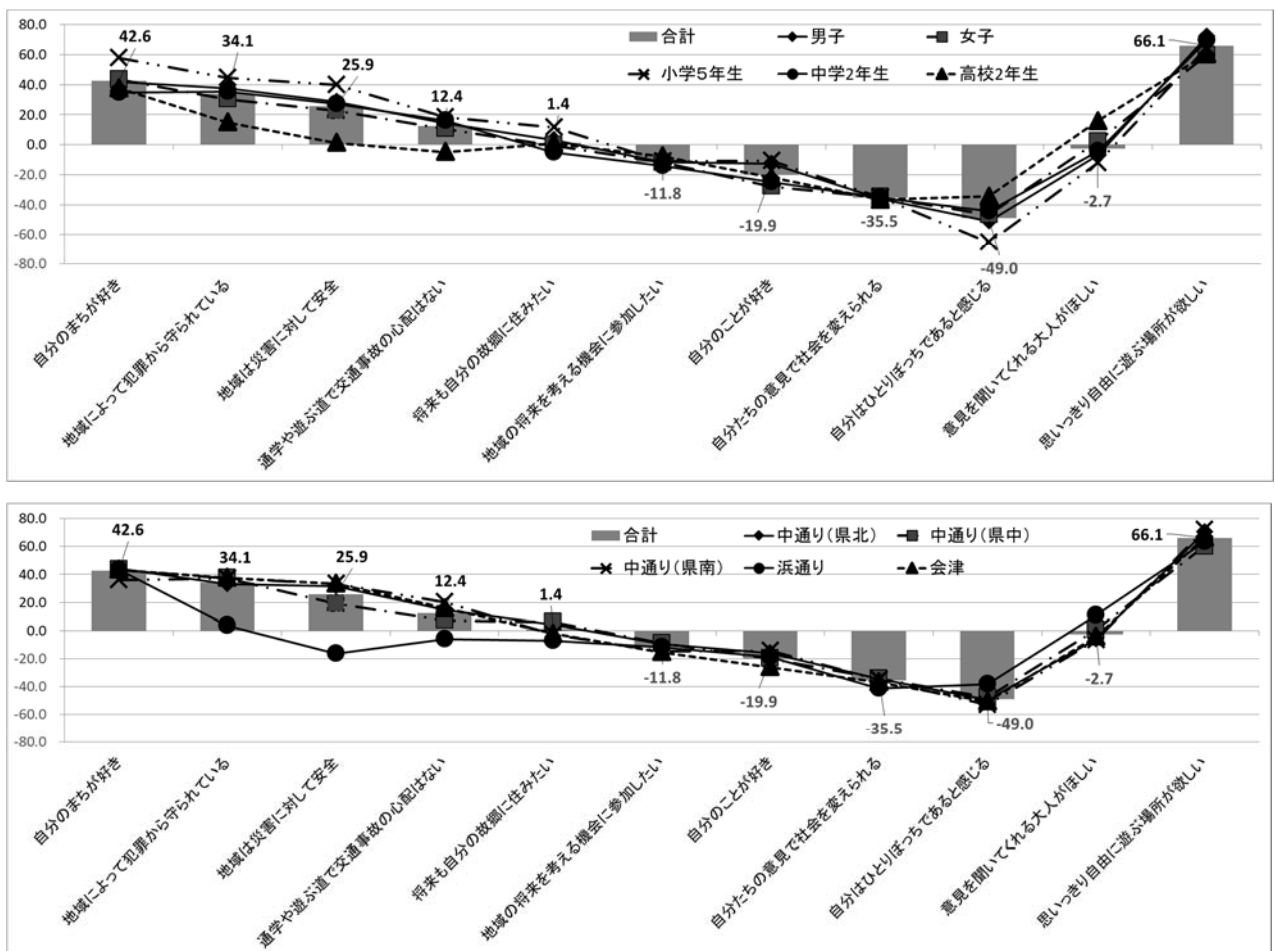 80.0
60.0
40.0
20.0
0.0
-20.0
-40.0
-60.0
-80.0
合計
男子
女子
小学5年生
中学2年生
高校2年生
42.6
34.1
25.9
12.4
1.4
-11.8
-19.9
-35.5
-49.0
-2.7
66.1
自分のまちが好き
地域によって犯罪から守られている
地域は災害に対して安全
通学や遊ぶ道で交通事故の心配はない
将来も自分の故郷に住みたい
地域の将来を考える機会に参加したい
自分のことが好き
自分たちの意見で社会を変えられる
自分はひとりぼっちであると感じる
意見を聞いてくれる大人がほしい
思いっきり自由に遊ぶ場所が欲しい
80.0
60.0
40.0
20.0
0.0
-20.0
-40.0
-60.0
-80.0
合計
中通り(県北)
中通り(県中)
中通り(県南)
浜通り
会津
42.6
34.1
25.9
12.4
1.4
-11.8
-19.9
-35.5
-49.0
-2.7
66.1
自分のまちが好き
地域によって犯罪から守られている
地域は災害に対して安全
通学や遊ぶ道で交通事故の心配はない
将来も自分の故郷に住みたい
地域の将来を考える機会に参加したい
自分のことが好き
自分たちの意見で社会を変えられる
自分はひとりぼっちであると感じる
意見を聞いてくれる大人がほしい
思いっきり自由に遊ぶ場所が欲しい